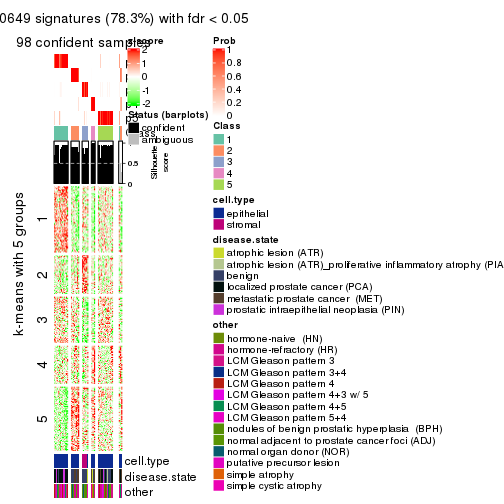 0649 signatures (78.3%) with fdr < 0.05
98 confident samples
z-score
2
1
0
-1
-2
Status (barplots)
confident
ambiguous
1
0.5
0
Silhouette
score
k-means with 5 groups
1
2
3
4
5
cell.type
disease.state
other
Prob
1
0.8
0.6
0.4
0.2
0
Class
1
2
3
4
5
cell.type
epithelial
stromal
disease.state
atrophic lesion (ATR)
atrophic lesion (ATR)_proliferative inflammatory atrophy (PIA
benign
localized prostate cancer (PCA)
metastatic prostate cancer (MET)
prostatic intraepithelial neoplasia (PIN)
other
hormone-naive (HN)
hormone-refractory (HR)
LCM Gleason pattern 3
LCM Gleason pattern 3+4
LCM Gleason pattern 4
LCM Gleason pattern 4+3 w/ 5
LCM Gleason pattern 4+5
LCM Gleason pattern 5+4
nodules of benign prostatic hyperplasia (BPH)
normal adjacent to prostate cancer foci (ADJ)
normal organ donor (NOR)
putative precursor lesion
simple atrophy
simple cystic atrophy